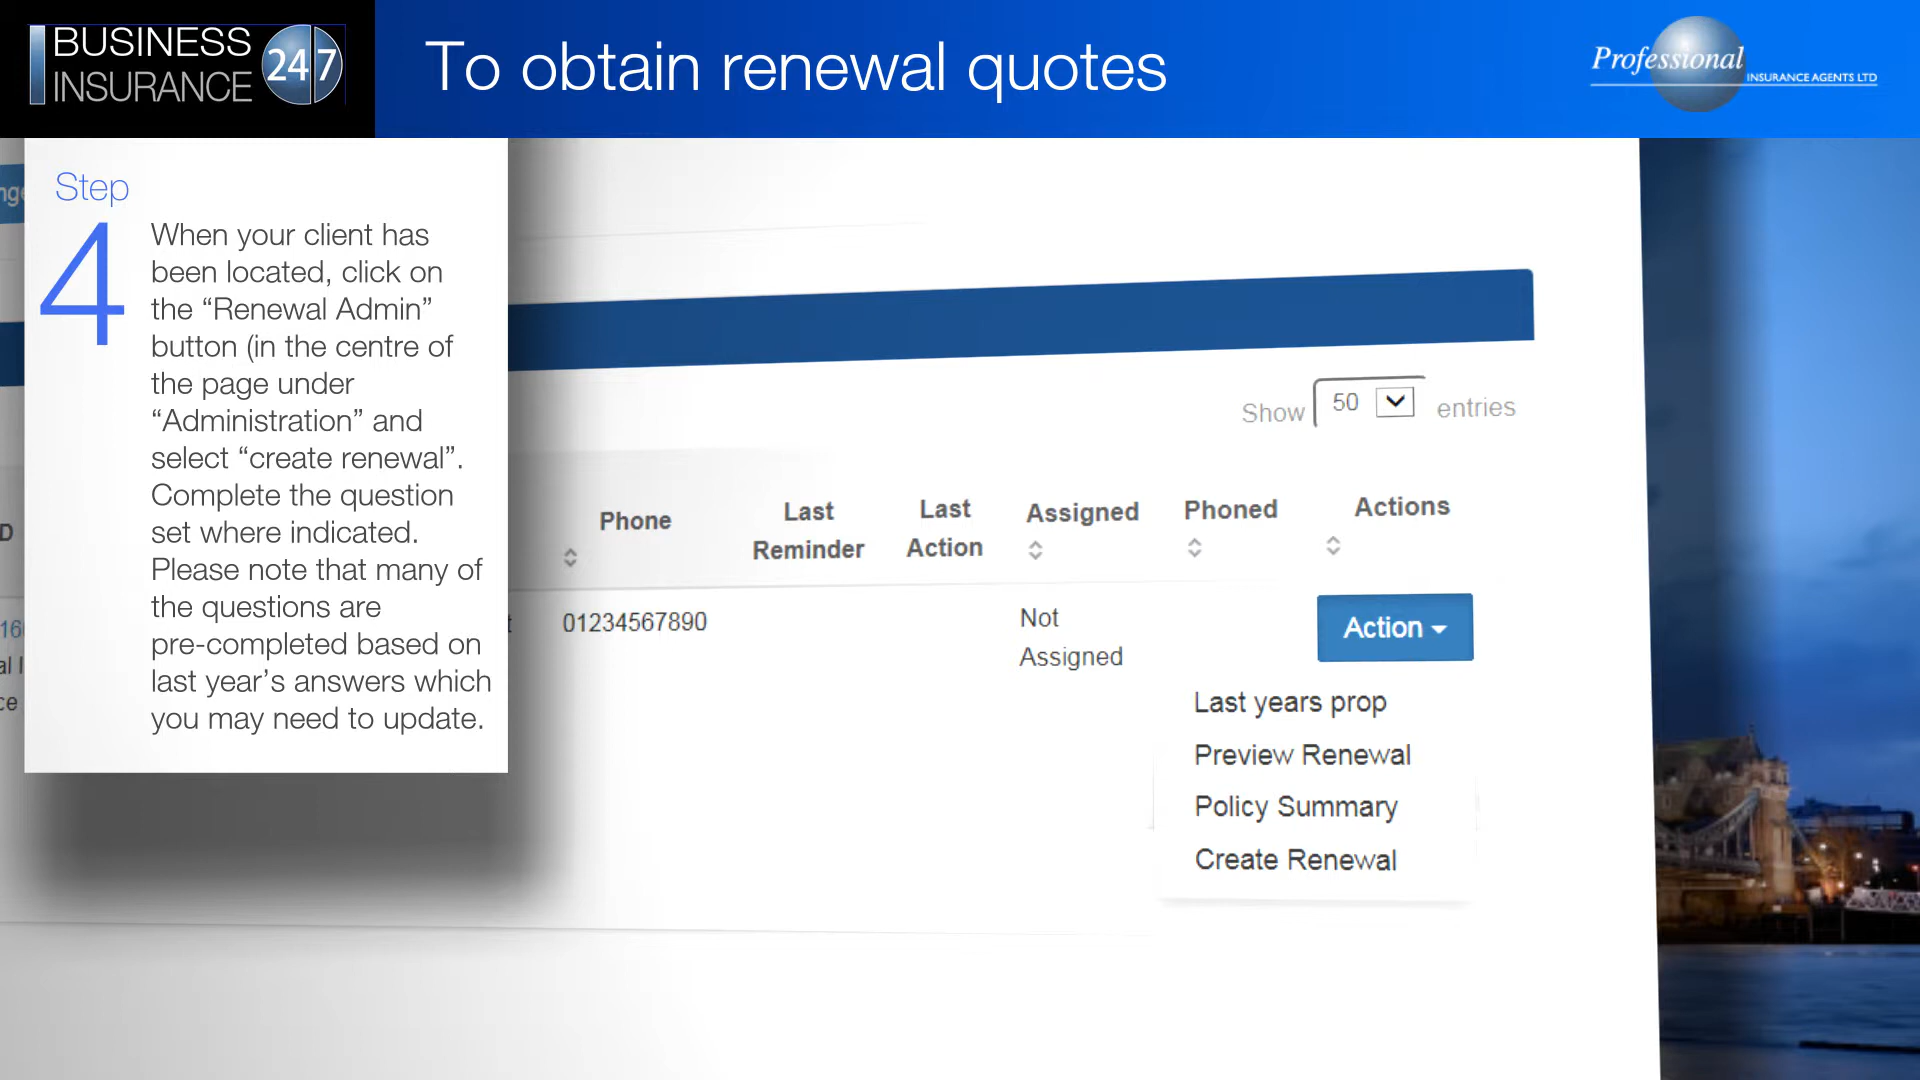 BUSINESS
INSURANCE
24 7
To obtain renewal quotes
Professional
INSURANCE AGENTS LTD
Step
4
When your client has
been located, click on
the “Renewal Admin”
button (in the centre of
the page under
“Administration” and
select “create renewal”.
Complete the question
set where indicated.
Please note that many of
the questions are
pre-completed based on
last year’s answers which
you may need to update.
Show 50 entries
Phone
Last
Reminder
Last
Action
Assigned
Phoned
Actions
01234567890
Not
Assigned
Action
Last years prop
Preview Renewal
Policy Summary
Create Renewal